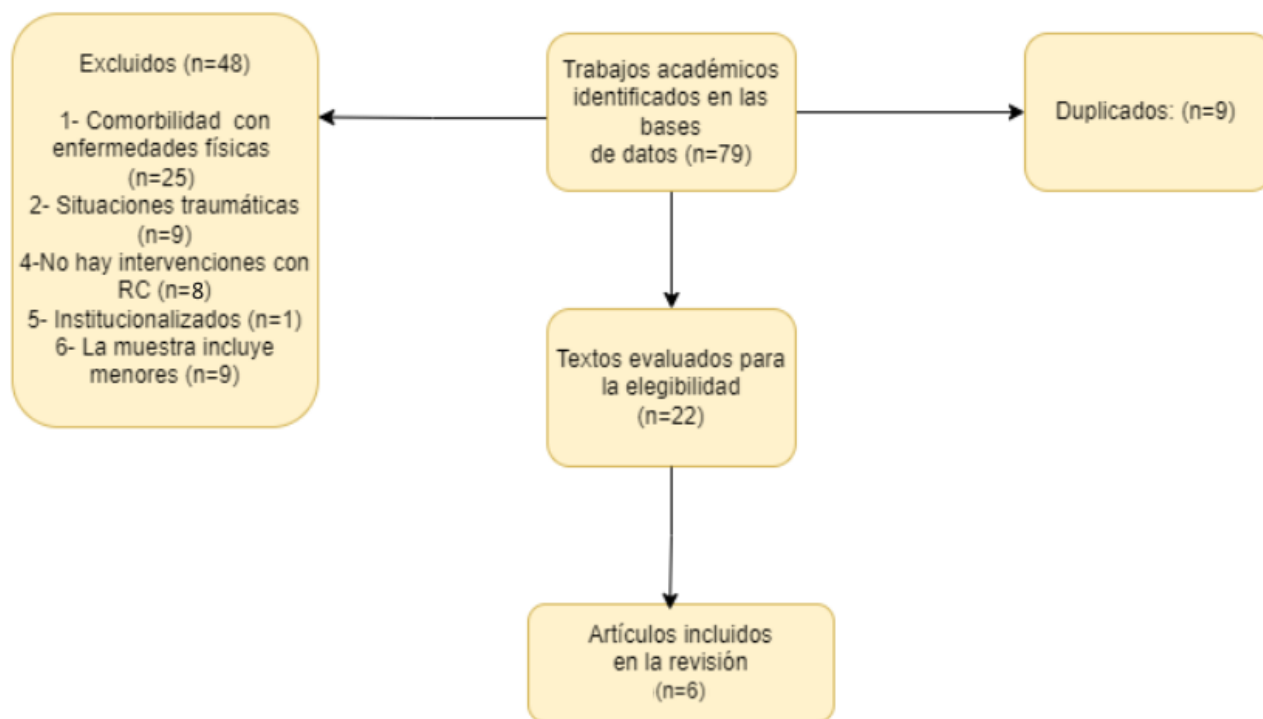 Excluidos (n=48)
1- Comorbilidad con
enfermedades físicas
(n=25)
2- Situaciones traumáticas
(n=9)
4-No hay intervenciones con
RC (n=8)
5- Institucionalizados (n=1)
6- La muestra incluye
menores (n=9)
Trabajos académicos
identificados en las
bases
de datos (n=79)
Duplicados: (n=9)
Textos evaluados para
la elegibilidad
(n=22)
Artículos incluidos
en la revisión
(n=6)